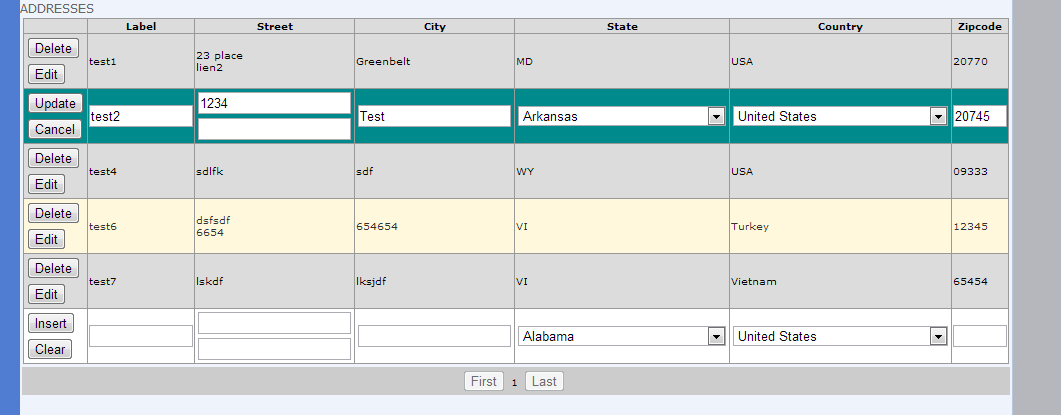 ADDRESSES
Label Street City State Country Zipcode
Delete
Edit
test1
23 place
lien2
Greenbelt
MD
USA
20770
Update
Cancel
test2
1234
Test
Arkansas
United States
20745
Delete
Edit
test4
sdlfk
sdf
WY
USA
09333
Delete
Edit
test6
dsfsdf
6654
654654
VI
Turkey
12345
Delete
Edit
test7
lskdf
lksjdf
VI
Vietnam
65454
Insert
Clear
Alabama
United States
First 1 Last